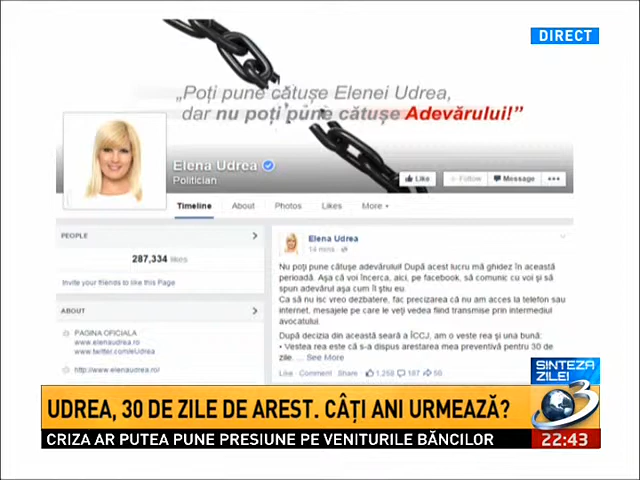 DIRECT
„Poți pune cătușe Elenei Udrea,
dar nu poți pune cătușe Adevărului!”
Elena Udrea
Politician
Like
Follow
Message
Timeline
About
Photos
Likes
More
PEOPLE
287,334 likes
Invite your friends to like this Page
ABOUT
PAGINA OFICIALA
www.elenaudrea.ro
www.twitter.com/eUdrea
http://www.elenaudrea.ro/
Elena Udrea
14 mins
Nu poți pune cătușe adevărului! După acest lucru mă ghidez în această
perioadă. Așa că voi încerca, aici, pe facebook, să comunic cu voi și să
spun adevărul așa cum îl știu eu.
Ca să nu isc vreo dezbatere, fac precizarea că nu am acces la telefon sau
internet, mesajele pe care le veți vedea fiind transmise prin intermediul
avocatului.
După decizia din această seară a ÎCCJ, am o veste rea și una bună:
• Vestea rea este că s-a dispus arestarea mea preventivă pentru 30 de
zile. ... See More
Like · Comment · Share · 1,258 187 50
SINTEZA
ZILEI
3
UDREA, 30 DE ZILE DE AREST. CÂȚI ANI URMEAZĂ?
CRIZA AR PUTEA PUNE PRESIUNE PE VENITURILE BĂNCILOR
22:43